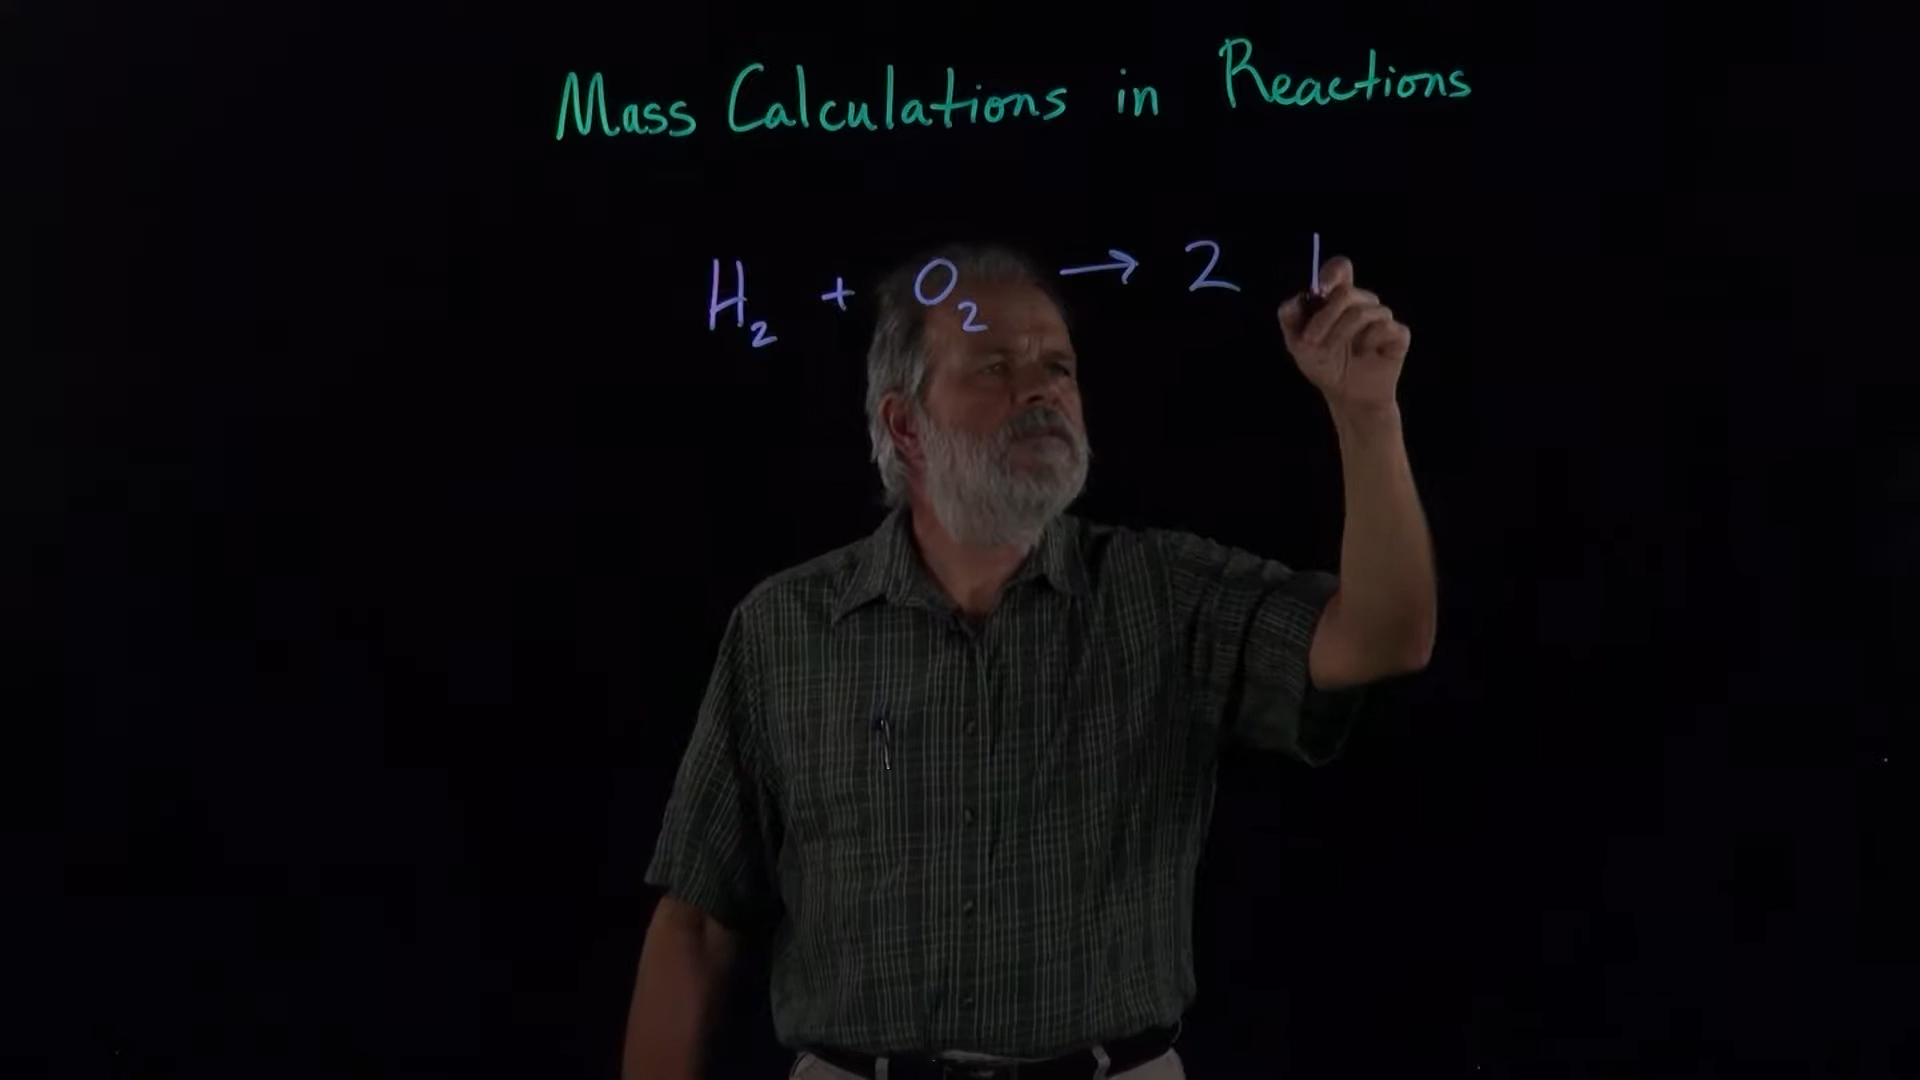 Mass Calculations in Reactions
H₂ + O₂ → 2